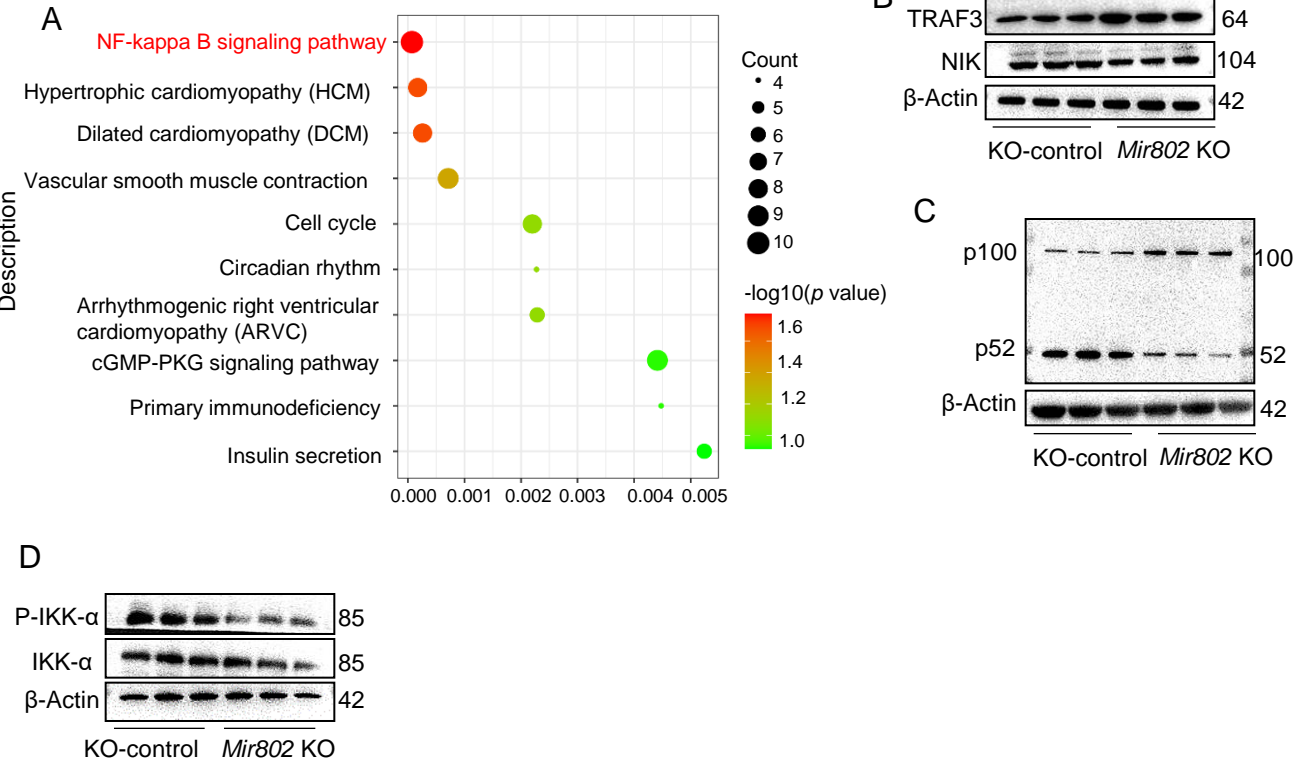 A
Description
NF-kappa B signaling pathway
Hypertrophic cardiomyopathy (HCM)
Dilated cardiomyopathy (DCM)
Vascular smooth muscle contraction
Cell cycle
Circadian rhythm
Arrhythmogenic right ventricular
cardiomyopathy (ARVC)
cGMP-PKG signaling pathway
Primary immunodeficiency
Insulin secretion
0.000 0.001 0.002 0.003 0.004 0.005
Count
4
5
6
7
8
9
10
-log10(p value)
1.6
1.4
1.2
1.0
B
TRAF3 64
NIK 104
β-Actin 42
KO-control Mir802 KO
C
p100 100
p52 52
β-Actin 42
KO-control Mir802 KO
D
P-IKK-α 85
IKK-α 85
β-Actin 42
KO-control Mir802 KO